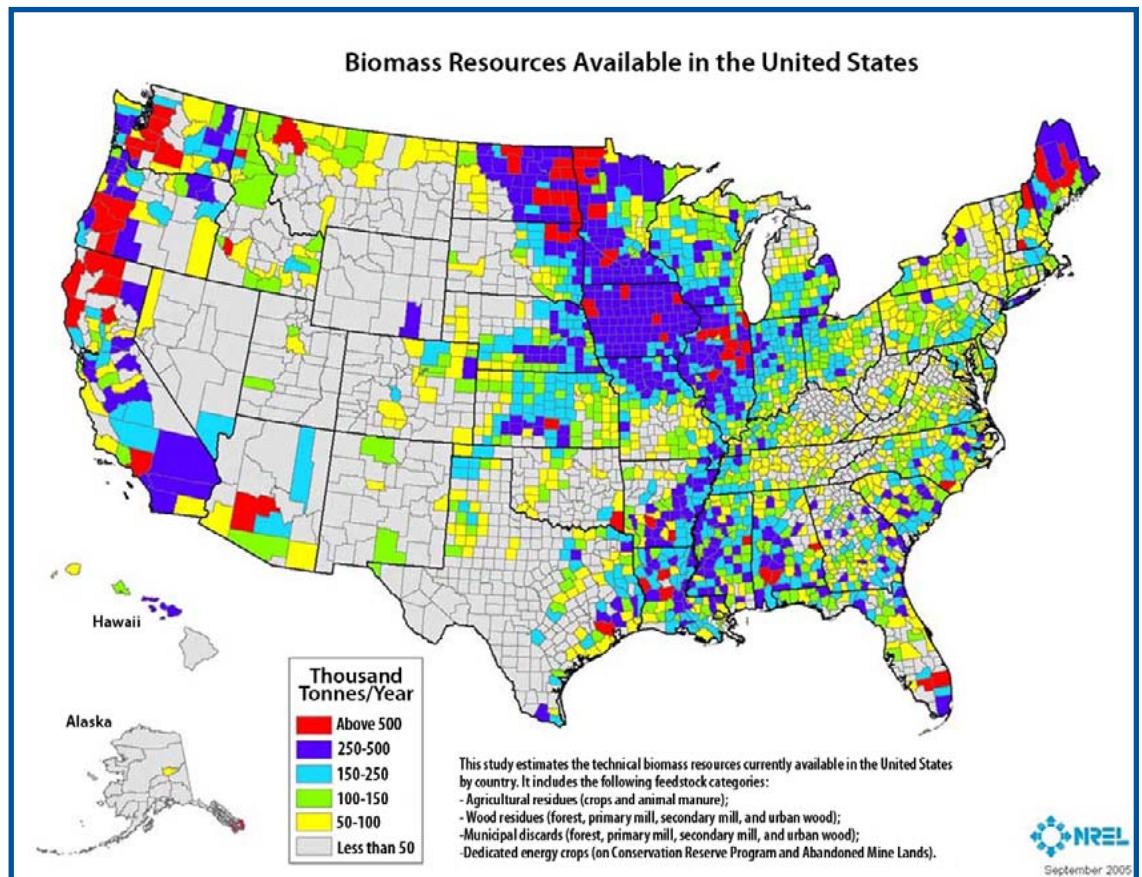 Biomass Resources Available in the United States
Hawaii
Alaska
Thousand
Tonnes/Year
Above 500
250-500
150-250
100-150
50-100
Less than 50
This study estimates the technical biomass resources currently available in the United States
by country. It includes the following feedstock categories:
- Agricultural residues (crops and animal manure);
- Wood residues (forest, primary mill, secondary mill, and urban wood);
-Municipal discards (forest, primary mill, secondary mill, and urban wood);
-Dedicated energy crops (on Conservation Reserve Program and Abandoned Mine Lands).
NREL
September 2005